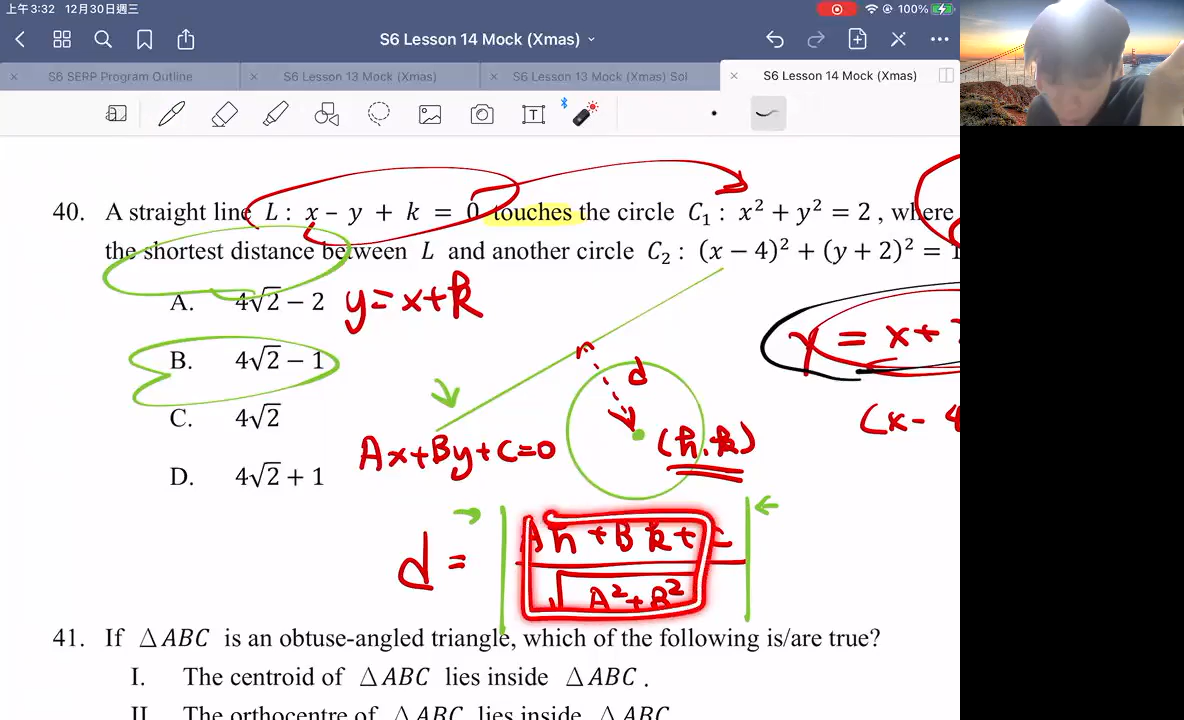 上午3:32 12月30日週三
100%
S6 Lesson 14 Mock (Xmas)
S6 SERP Program Outline
S6 Lesson 13 Mock (Xmas)
S6 Lesson 13 Mock (Xmas) Sol
S6 Lesson 14 Mock (Xmas)
40. A straight line L : x − y + k = 0 touches the circle C₁ : x² + y² = 2 , where
the shortest distance between L and another circle C₂ : (x − 4)² + (y + 2)² = 1
A. 4√2 − 2
y = x + k
B. 4√2 − 1
y = x +
d
C. 4√2
(x - 4
Ax+By+C=0
(h, k)
D. 4√2 + 1
d = | Ah + Bk + C / √A²+B² |
41. If △ABC is an obtuse-angled triangle, which of the following is/are true?
I. The centroid of △ABC lies inside △ABC .
II. The orthocentre of △ABC lies inside △ABC